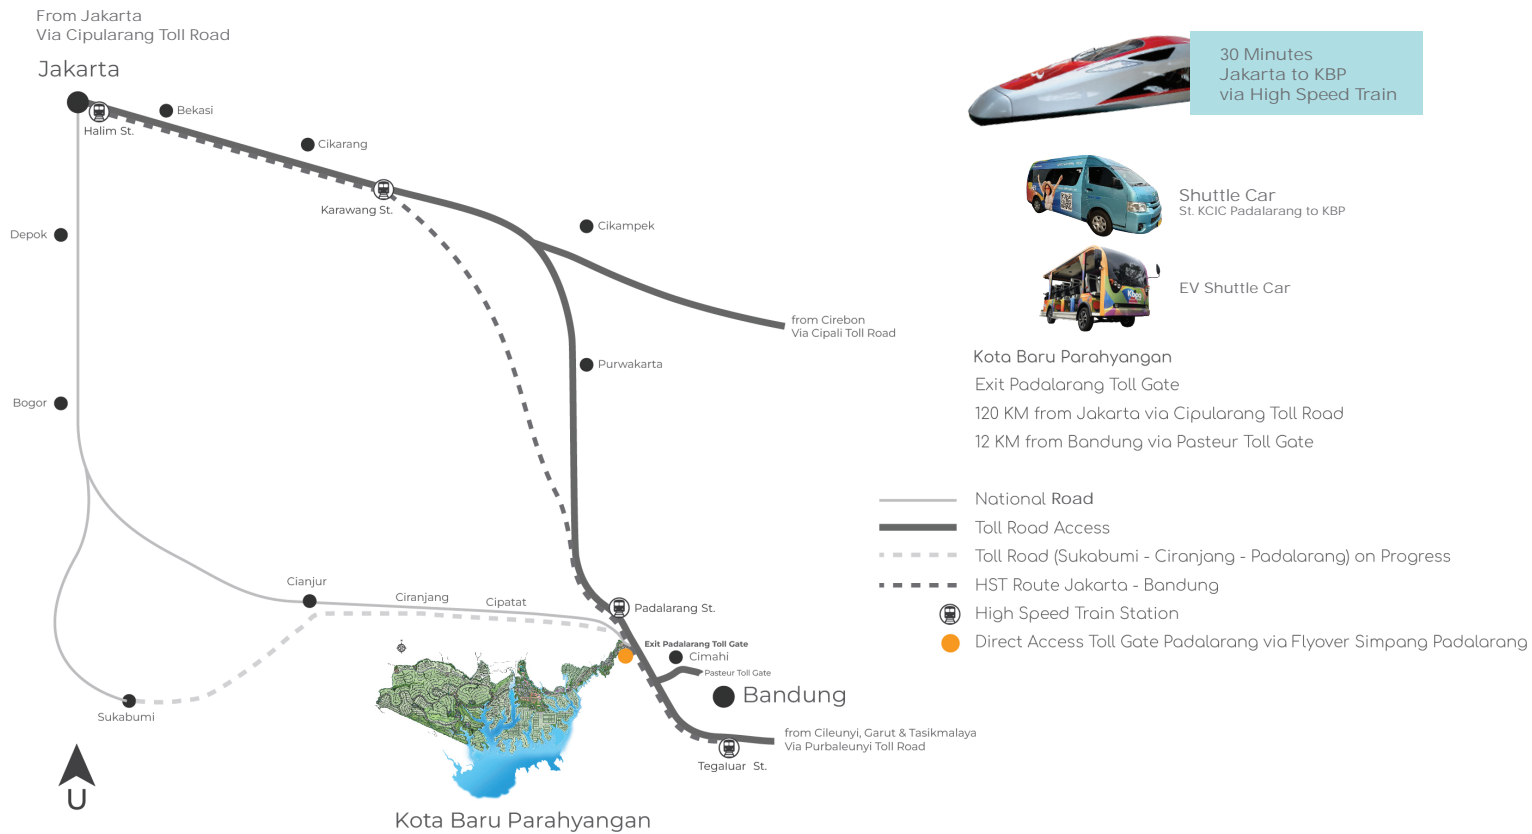 From Jakarta
Via Cipularang Toll Road
Jakarta
Halim St.
Bekasi
Cikarang
Karawang St.
Cikampek
Depok
from Cirebon
Via Cipali Toll Road
Purwakarta
Bogor
Cianjur
Ciranjang
Cipatat
Padalarang St.
Exit Padalarang Toll Gate
Cimahi
Pasteur Toll Gate
Bandung
Sukabumi
from Cileunyi, Garut & Tasikmalaya
Via Purbaleunyi Toll Road
Tegaluar St.
U
Kota Baru Parahyangan
30 Minutes
Jakarta to KBP
via High Speed Train
Shuttle Car
St. KCIC Padalarang to KBP
EV Shuttle Car
Kota Baru Parahyangan
Exit Padalarang Toll Gate
120 KM from Jakarta via Cipularang Toll Road
12 KM from Bandung via Pasteur Toll Gate
National Road
Toll Road Access
Toll Road (Sukabumi - Ciranjang - Padalarang) on Progress
HST Route Jakarta - Bandung
High Speed Train Station
Direct Access Toll Gate Padalarang via Flyover Simpang Padalarang